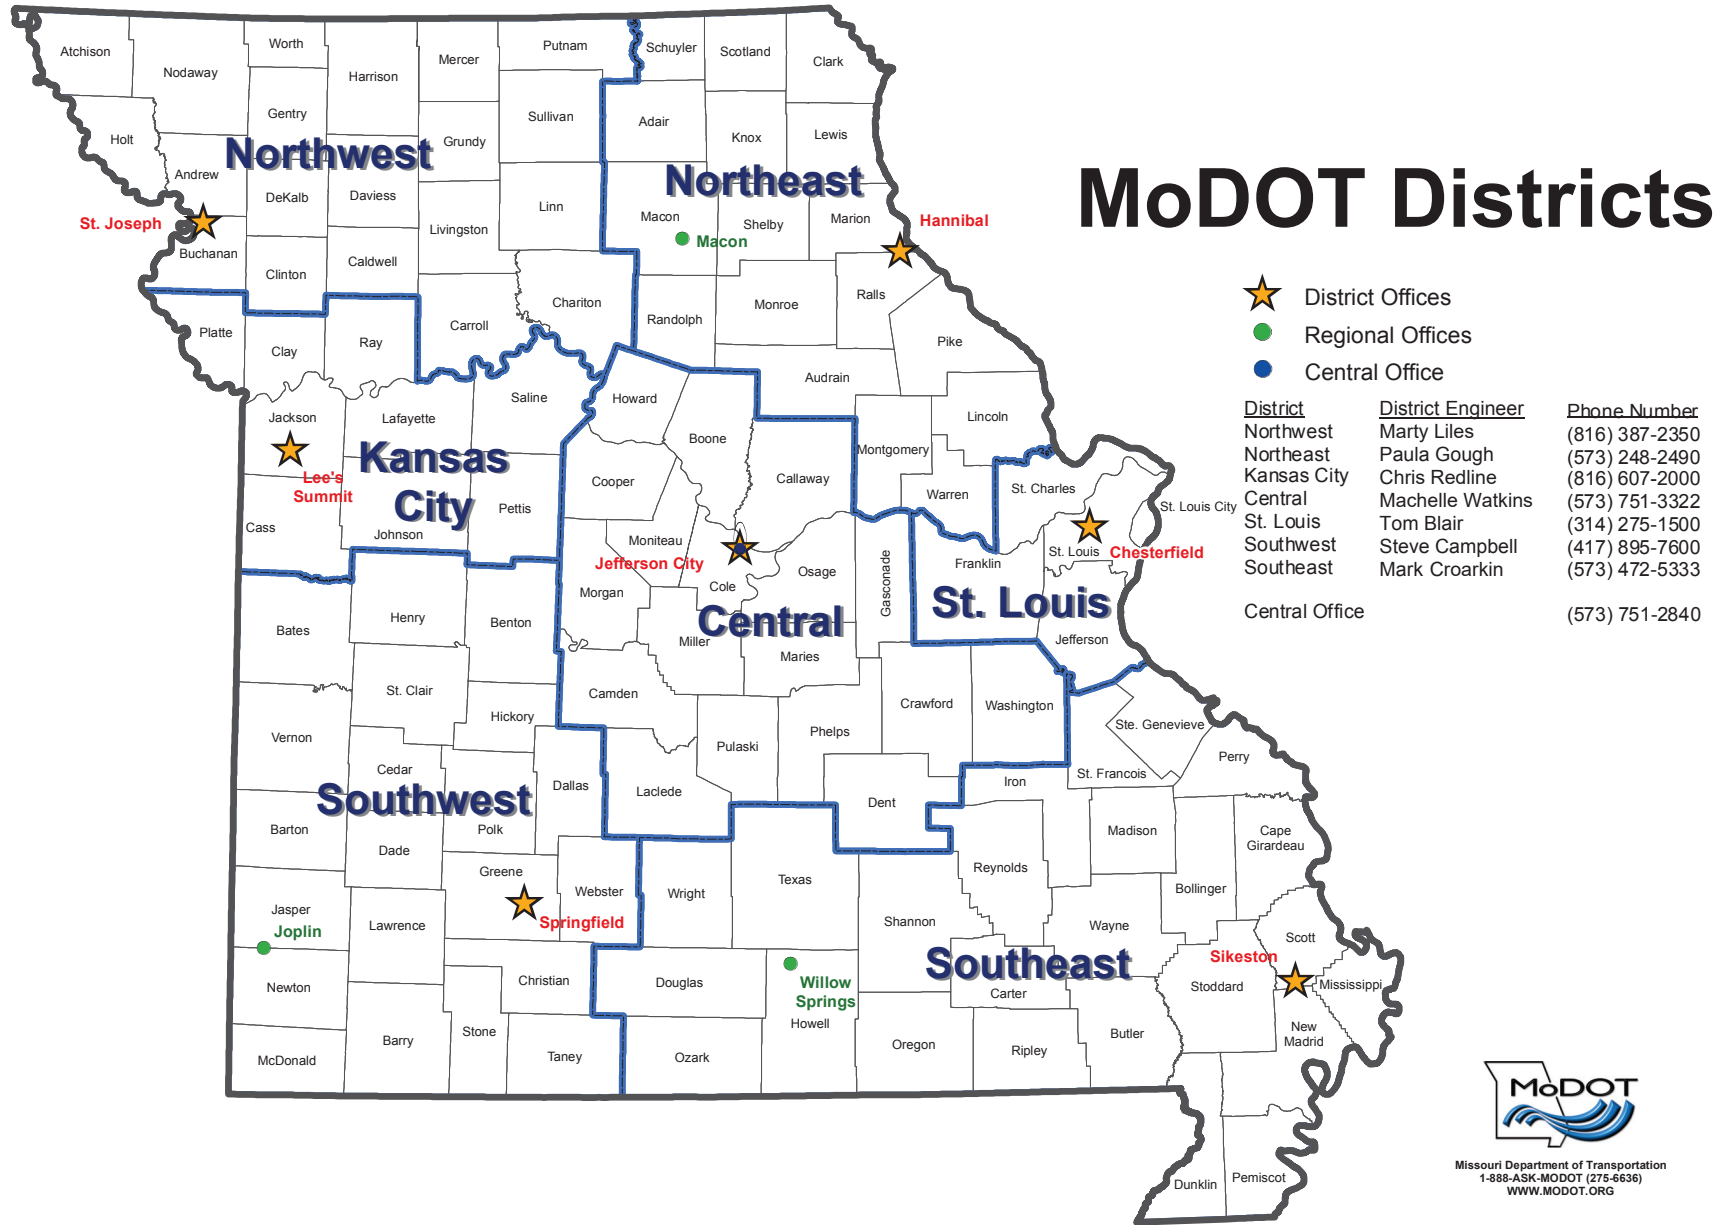 MoDOT Districts
District Offices
Regional Offices
Central Office
District District Engineer Phone Number
Northwest Marty Liles (816) 387-2350
Northeast Paula Gough (573) 248-2490
Kansas City Chris Redline (816) 607-2000
Central Machelle Watkins (573) 751-3322
St. Louis Tom Blair (314) 275-1500
Southwest Steve Campbell (417) 895-7600
Southeast Mark Croarkin (573) 472-5333
Central Office (573) 751-2840
Northwest
Atchison
Nodaway
Worth
Harrison
Mercer
Putnam
Holt
Gentry
Grundy
Sullivan
Andrew
DeKalb
Daviess
Livingston
Linn
St. Joseph
Buchanan
Clinton
Caldwell
Carroll
Chariton
Northeast
Schuyler
Scotland
Clark
Adair
Knox
Lewis
Macon
Macon
Shelby
Marion
Hannibal
Randolph
Monroe
Ralls
Pike
Audrain
Montgomery
Lincoln
Warren
Kansas
City
Platte
Clay
Ray
Jackson
Lafayette
Saline
Lee's
Summit
Cass
Johnson
Pettis
Central
Howard
Boone
Callaway
Cooper
Moniteau
Jefferson City
Cole
Osage
Gasconade
Morgan
Miller
Maries
Camden
Pulaski
Phelps
Crawford
Washington
Laclede
Dent
St. Louis
St. Charles
St. Louis City
St. Louis
Chesterfield
Franklin
Jefferson
Southwest
Bates
Henry
Benton
St. Clair
Hickory
Vernon
Cedar
Dallas
Barton
Polk
Dade
Greene
Webster
Springfield
Jasper
Joplin
Lawrence
Newton
Christian
McDonald
Barry
Stone
Taney
Southeast
Ste. Genevieve
Perry
St. Francois
Iron
Madison
Cape
Girardeau
Reynolds
Bollinger
Wright
Texas
Shannon
Wayne
Scott
Sikeston
Mississippi
Stoddard
New
Madrid
Douglas
Willow
Springs
Howell
Carter
Ozark
Oregon
Ripley
Butler
Dunklin
Pemiscot
MoDOT
Missouri Department of Transportation
1-888-ASK-MODOT (275-6636)
WWW.MODOT.ORG